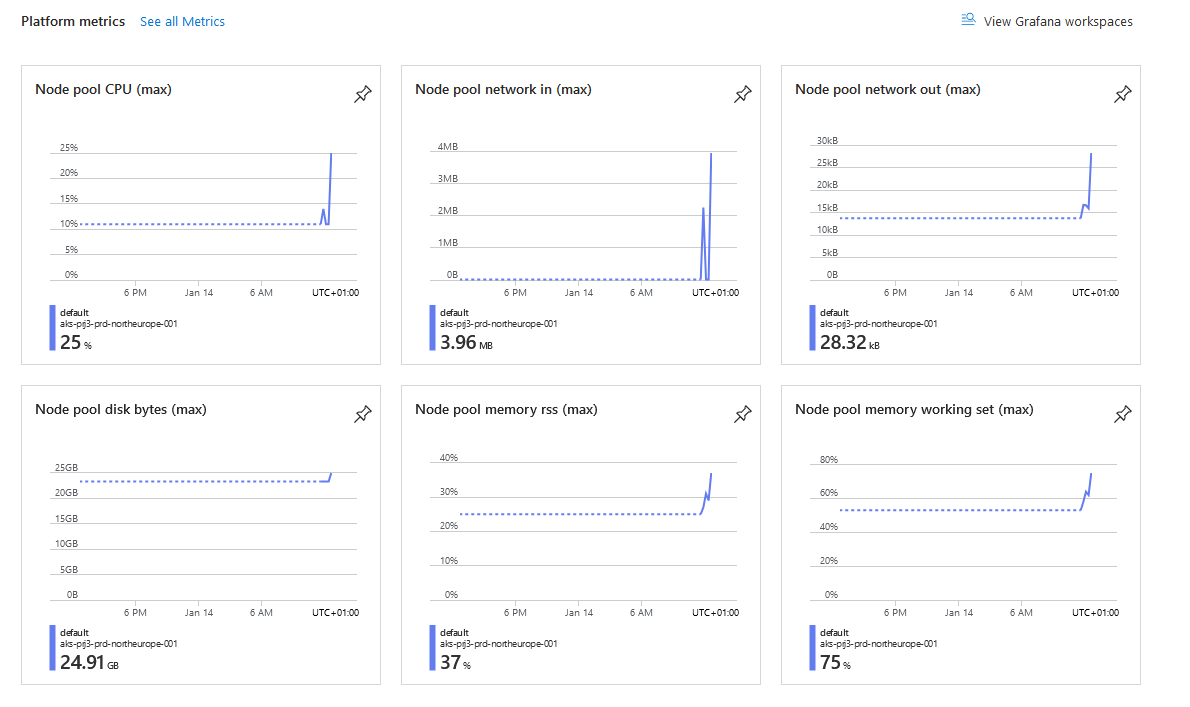 Platform metrics See all Metrics View Grafana workspaces
Node pool CPU (max)
25%
20%
15%
10%
5%
0%
6 PM Jan 14 6 AM UTC+01:00
default
aks-prj3-prd-northeurope-001
25 %
Node pool network in (max)
4MB
3MB
2MB
1MB
0B
6 PM Jan 14 6 AM UTC+01:00
default
aks-prj3-prd-northeurope-001
3.96 MB
Node pool network out (max)
30kB
25kB
20kB
15kB
10kB
5kB
0B
6 PM Jan 14 6 AM UTC+01:00
default
aks-prj3-prd-northeurope-001
28.32 kB
Node pool disk bytes (max)
25GB
20GB
15GB
10GB
5GB
0B
6 PM Jan 14 6 AM UTC+01:00
default
aks-prj3-prd-northeurope-001
24.91 GB
Node pool memory rss (max)
40%
30%
20%
10%
0%
6 PM Jan 14 6 AM UTC+01:00
default
aks-prj3-prd-northeurope-001
37 %
Node pool memory working set (max)
80%
60%
40%
20%
0%
6 PM Jan 14 6 AM UTC+01:00
default
aks-prj3-prd-northeurope-001
75 %